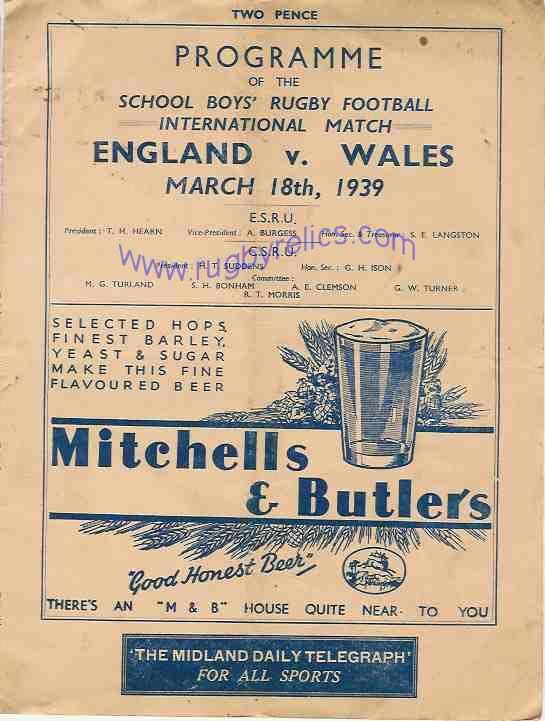 TWO PENCE
PROGRAMME
OF THE
SCHOOL BOYS' RUGBY FOOTBALL
INTERNATIONAL MATCH
ENGLAND v. WALES
MARCH 18th, 1939
E.S.R.U.
President : T. H. HEARN Vice-President : A. BURGESS Hon. Sec. & Treasurer : S. E. LANGSTON
www.rugbyrelics.com
C.S.R.U.
President : H. T. SUDDENS Hon. Sec. : G. H. ISON
Committee :
M. G. TURLAND S. H. BONHAM A. E. CLEMSON G. W. TURNER
R. T. MORRIS
SELECTED HOPS,
FINEST BARLEY,
YEAST & SUGAR
MAKE THIS FINE
FLAVOURED BEER
Mitchells
& Butlers
"Good Honest Beer"
THERE'S AN "M & B" HOUSE QUITE NEAR TO YOU
'THE MIDLAND DAILY TELEGRAPH'
FOR ALL SPORTS